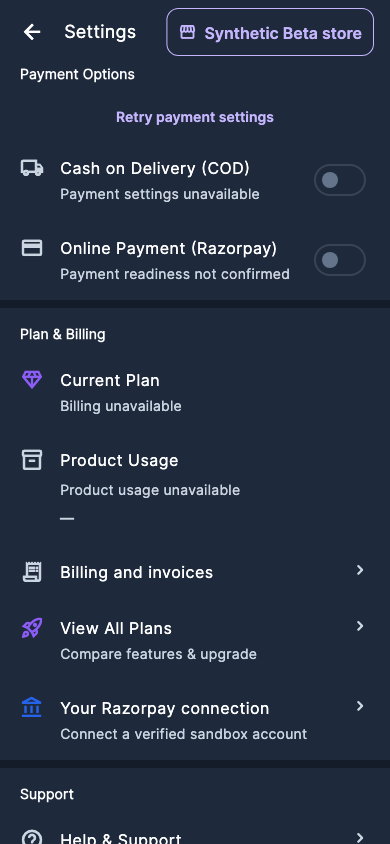 Settings
Synthetic Beta store
Payment Options
Retry payment settings
Cash on Delivery (COD)
Payment settings unavailable
Online Payment (Razorpay)
Payment readiness not confirmed
Plan & Billing
Current Plan
Billing unavailable
Product Usage
Product usage unavailable
—
Billing and invoices
View All Plans
Compare features & upgrade
Your Razorpay connection
Connect a verified sandbox account
Support
Help & Support